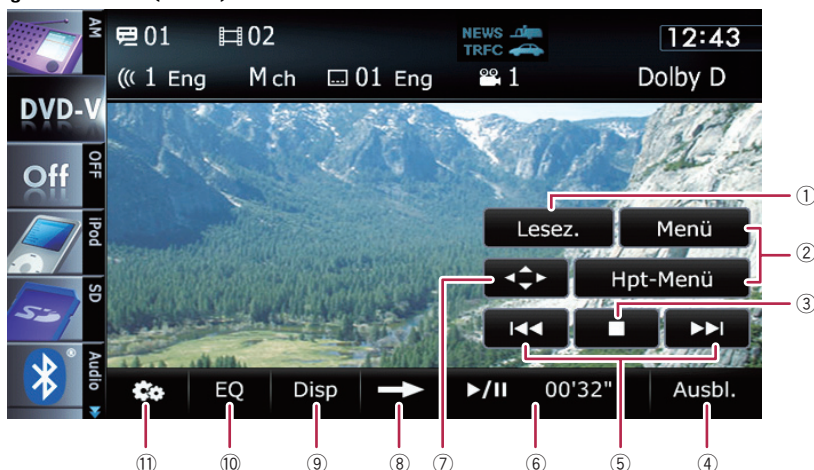 AM
01 02 NEWS TRFC 12:43
1 Eng M ch 01 Eng 1 Dolby D
DVD-V
Off OFF
iPod
SD
Audio
Lesez. Menü
Hpt-Menü
EQ Disp 00'32" Ausbl.
①
②
③
④
⑤
⑥
⑦
⑧
⑨
⑩
⑪